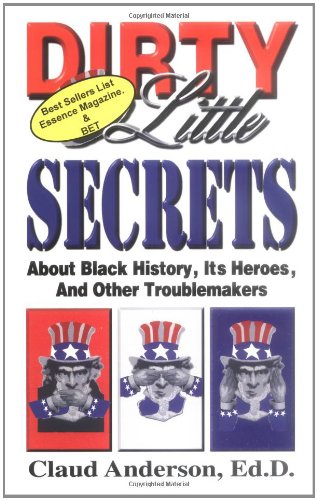 Copyrighted Material
DIRTY
Little
Best Sellers List
Essence Magazine.
&
BET
SECRETS
About Black History, Its Heroes,
And Other Troublemakers
Claud Anderson, Ed.D.
Copyrighted Material